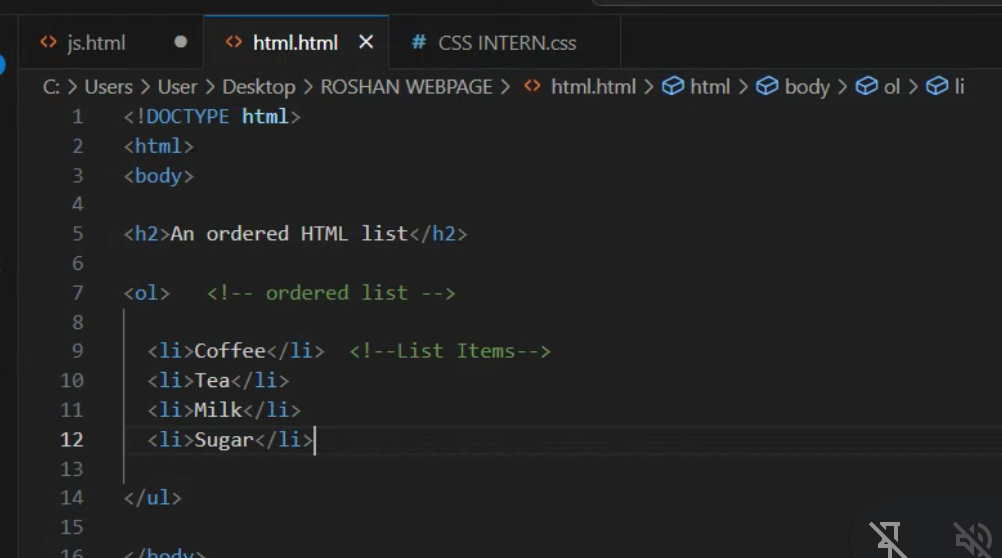 js.html html.html CSS INTERN.css
C: > Users > User > Desktop > ROSHAN WEBPAGE > html.html > html > body > ol > li
1 <!DOCTYPE html>
2 <html>
3 <body>
4
5 <h2>An ordered HTML list</h2>
6
7 <ol> <!-- ordered list -->
8
9 <li>Coffee</li> <!--List Items-->
10 <li>Tea</li>
11 <li>Milk</li>
12 <li>Sugar</li>
13
14 </ul>
15
16 </body>